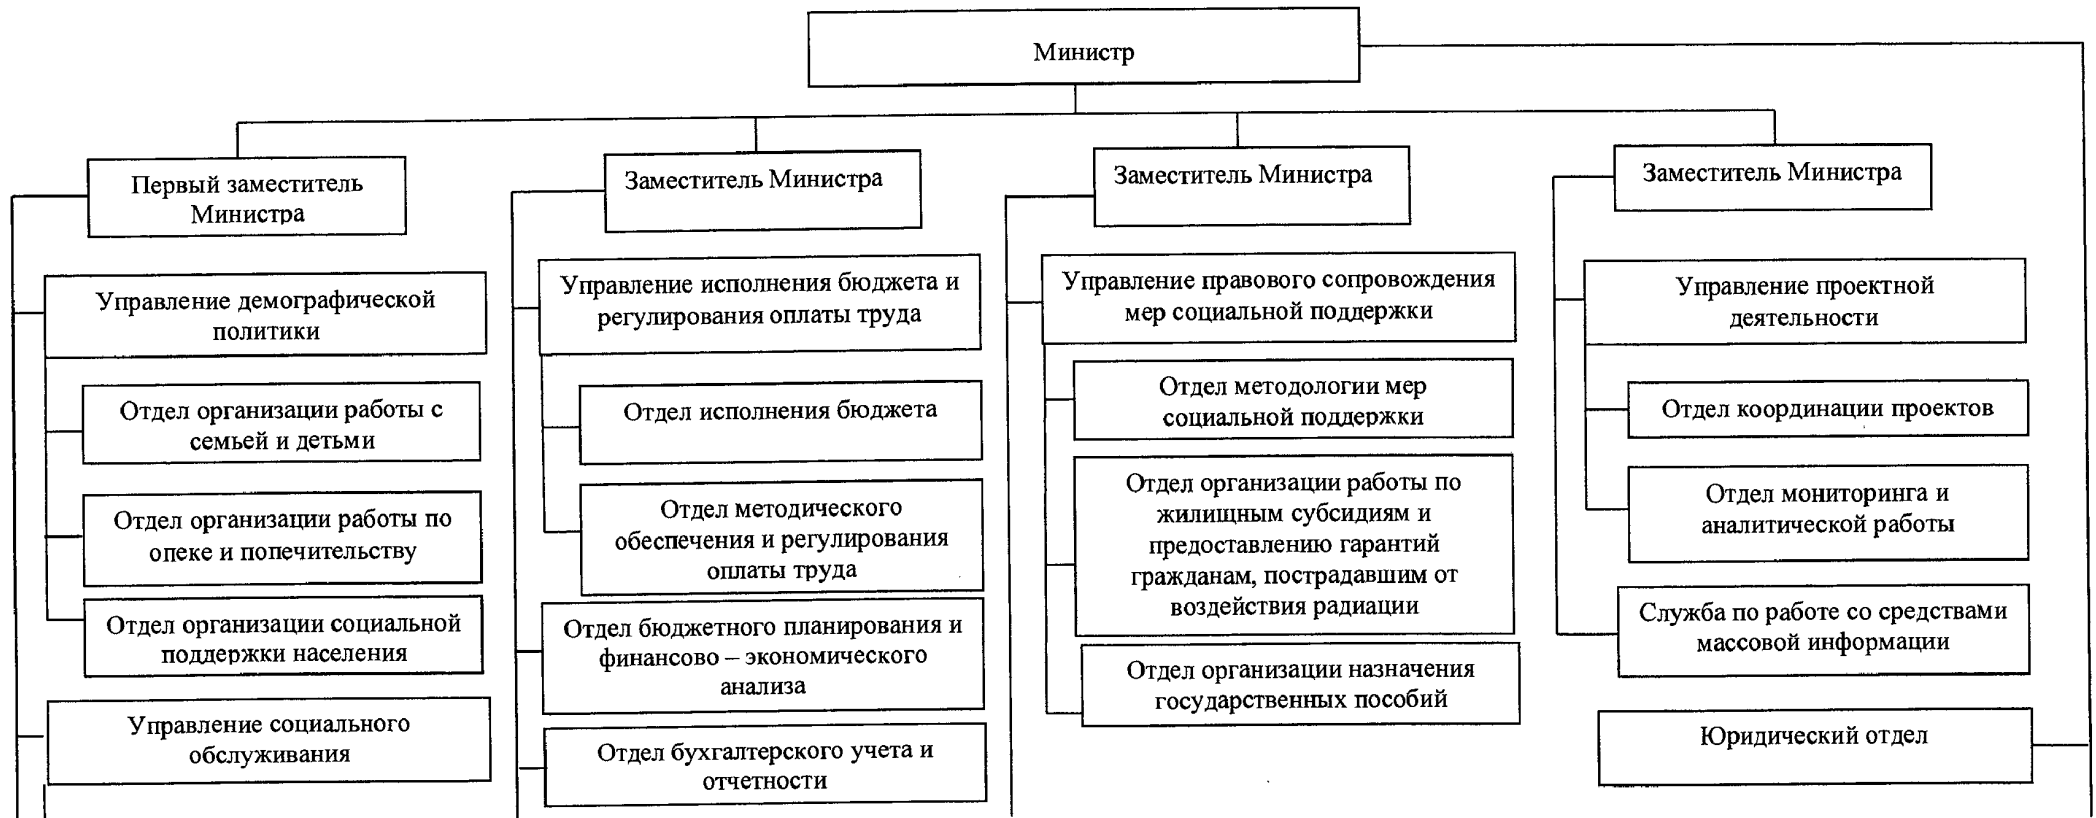 Министр
Первый заместитель
Министра
Заместитель Министра
Заместитель Министра
Заместитель Министра
Управление демографической
политики
Отдел организации работы с
семьей и детьми
Отдел организации работы по
опеке и попечительству
Отдел организации социальной
поддержки населения
Управление социального
обслуживания
Управление исполнения бюджета и
регулирования оплаты труда
Отдел исполнения бюджета
Отдел методического
обеспечения и регулирования
оплаты труда
Отдел бюджетного планирования и
финансово – экономического
анализа
Отдел бухгалтерского учета и
отчетности
Управление правового сопровождения
мер социальной поддержки
Отдел методологии мер
социальной поддержки
Отдел организации работы по
жилищным субсидиям и
предоставлению гарантий
гражданам, пострадавшим от
воздействия радиации
Отдел организации назначения
государственных пособий
Управление проектной
деятельности
Отдел координации проектов
Отдел мониторинга и
аналитической работы
Служба по работе со средствами
массовой информации
Юридический отдел